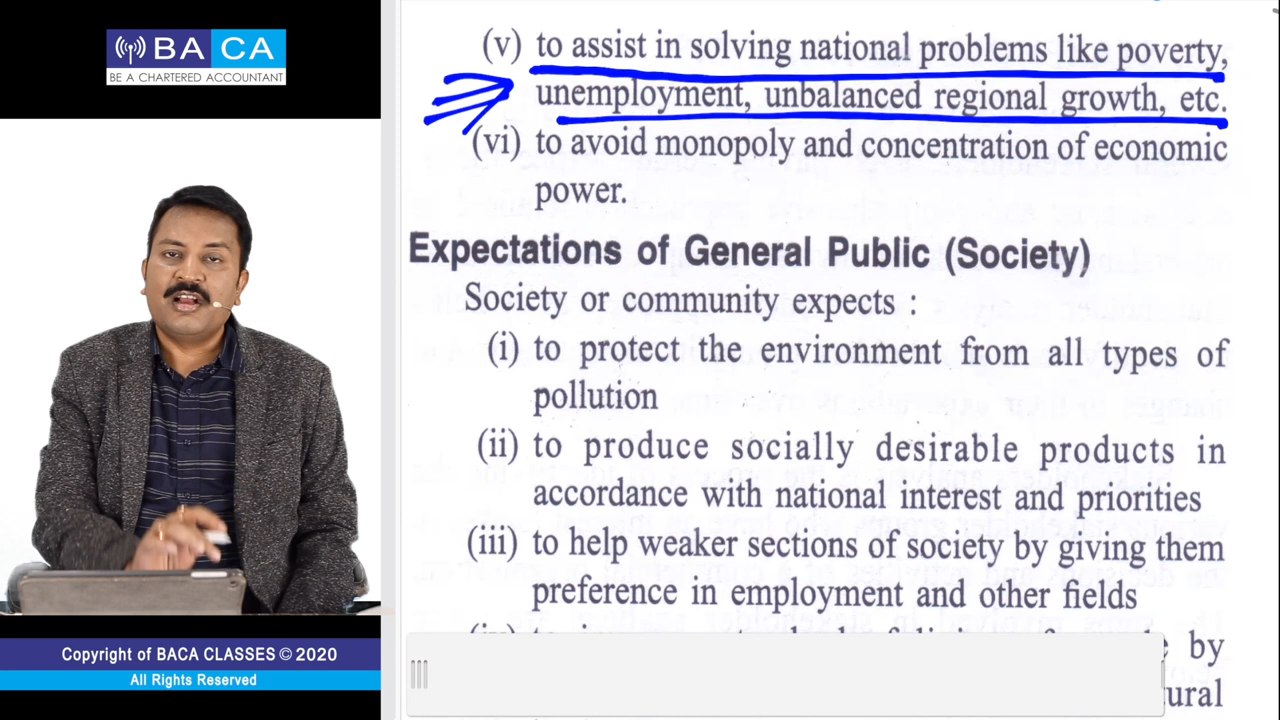 BA CA
BE A CHARTERED ACCOUNTANT
(v) to assist in solving national problems like poverty,
unemployment, unbalanced regional growth, etc.
(vi) to avoid monopoly and concentration of economic
power.
Expectations of General Public (Society)
Society or community expects :
(i) to protect the environment from all types of
pollution
(ii) to produce socially desirable products in
accordance with national interest and priorities
(iii) to help weaker sections of society by giving them
preference in employment and other fields
by
Copyright of BACA CLASSES © 2020
All Rights Reserved